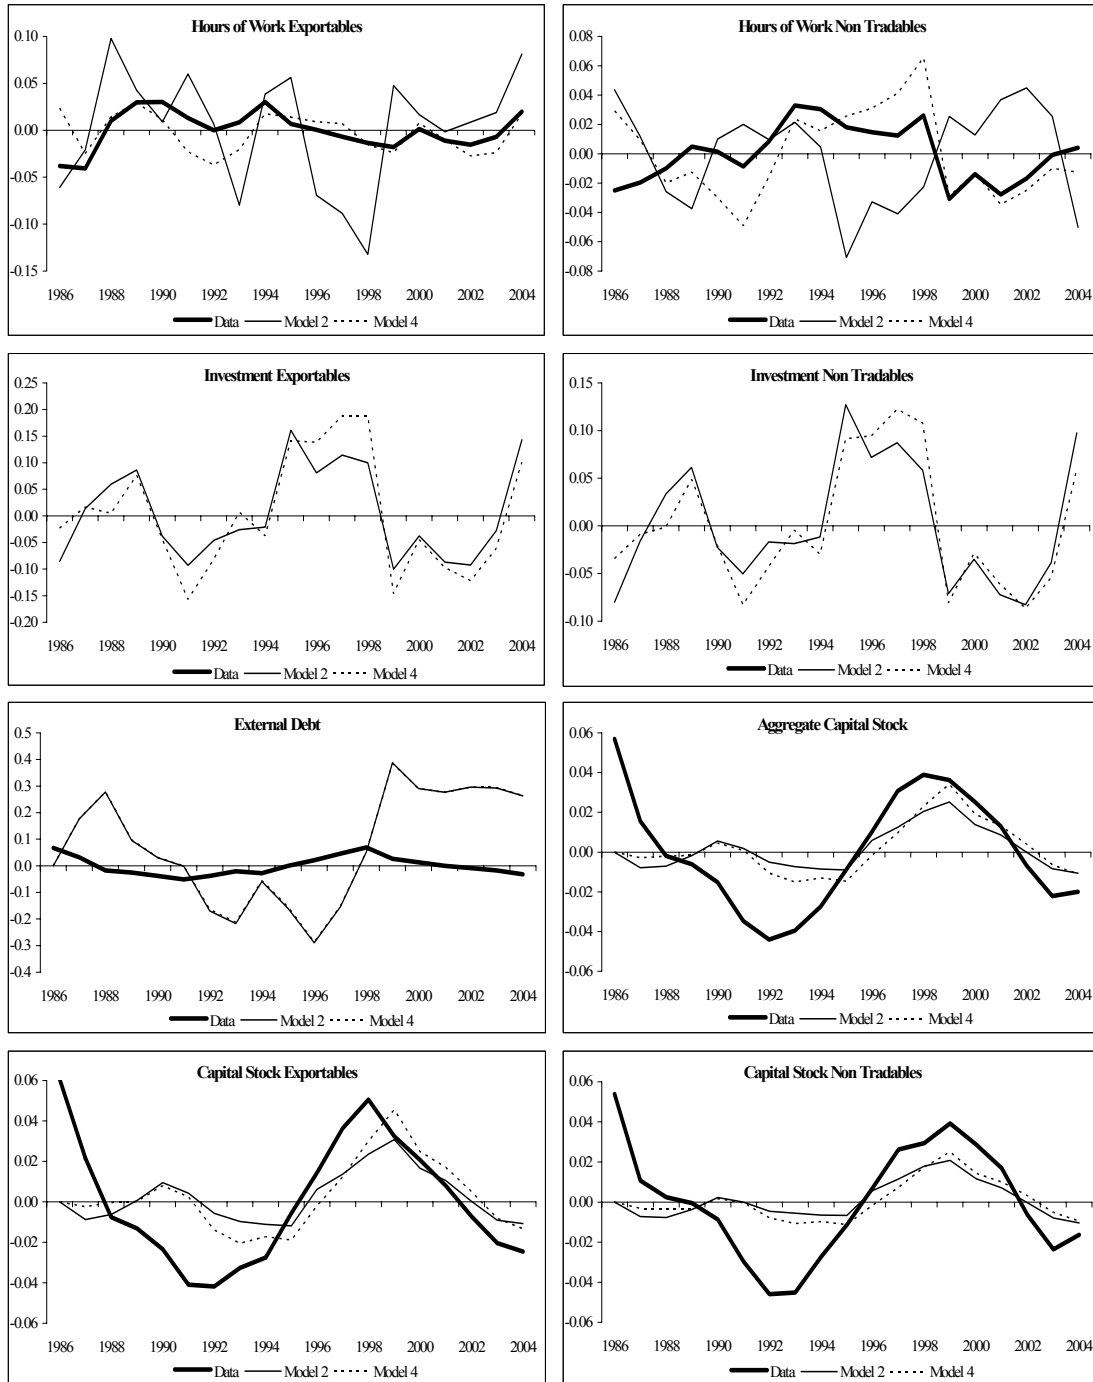 Hours of Work Exportables
0.10
0.05
0.00
-0.05
-0.10
-0.15
1986 1988 1990 1992 1994 1996 1998 2000 2002 2004
Data Model 2 Model 4
Hours of Work Non Tradables
0.08
0.06
0.04
0.02
0.00
-0.02
-0.04
-0.06
-0.08
1986 1988 1990 1992 1994 1996 1998 2000 2002 2004
Data Model 2 Model 4
Investment Exportables
0.25
0.20
0.15
0.10
0.05
0.00
-0.05
-0.10
-0.15
-0.20
1986 1988 1990 1992 1994 1996 1998 2000 2002 2004
Data Model 2 Model 4
Investment Non Tradables
0.15
0.10
0.05
0.00
-0.05
-0.10
1986 1988 1990 1992 1994 1996 1998 2000 2002 2004
Data Model 2 Model 4
External Debt
0.5
0.4
0.3
0.2
0.1
0.0
-0.1
-0.2
-0.3
-0.4
1986 1988 1990 1992 1994 1996 1998 2000 2002 2004
Data Model 2 Model 4
Aggregate Capital Stock
0.06
0.04
0.02
0.00
-0.02
-0.04
-0.06
1986 1988 1990 1992 1994 1996 1998 2000 2002 2004
Data Model 2 Model 4
Capital Stock Exportables
0.06
0.04
0.02
0.00
-0.02
-0.04
-0.06
1986 1988 1990 1992 1994 1996 1998 2000 2002 2004
Data Model 2 Model 4
Capital Stock Non Tradables
0.06
0.04
0.02
0.00
-0.02
-0.04
-0.06
1986 1988 1990 1992 1994 1996 1998 2000 2002 2004
Data Model 2 Model 4